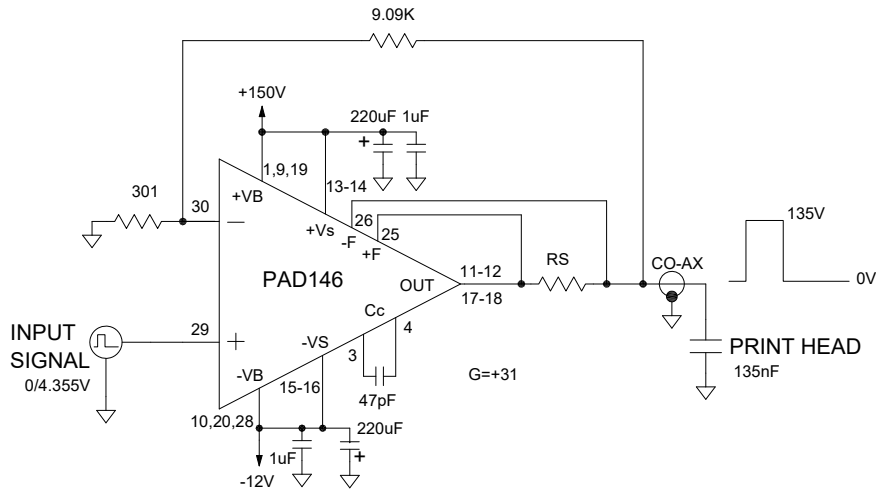 9.09K
+150V
220uF
1uF
1,9,19
13-14
301
30
+VB
+Vs
26
-F
25
+F
135V
0V
PAD146
OUT
11-12
17-18
RS
CO-AX
INPUT
SIGNAL
0/4.355V
29
Cc
4
3
-VS
-VB
15-16
47pF
G=+31
PRINT HEAD
135nF
10,20,28
1uF
220uF
-12V